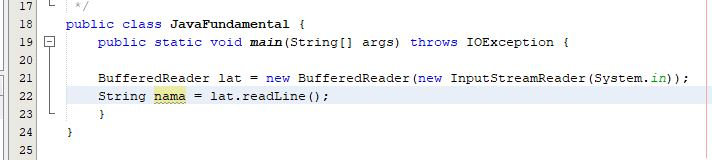 17 */
18 public class JavaFundamental {
19 public static void main(String[] args) throws IOException {
20
21 BufferedReader lat = new BufferedReader(new InputStreamReader(System.in));
22 String nama = lat.readLine();
23 }
24 }
25